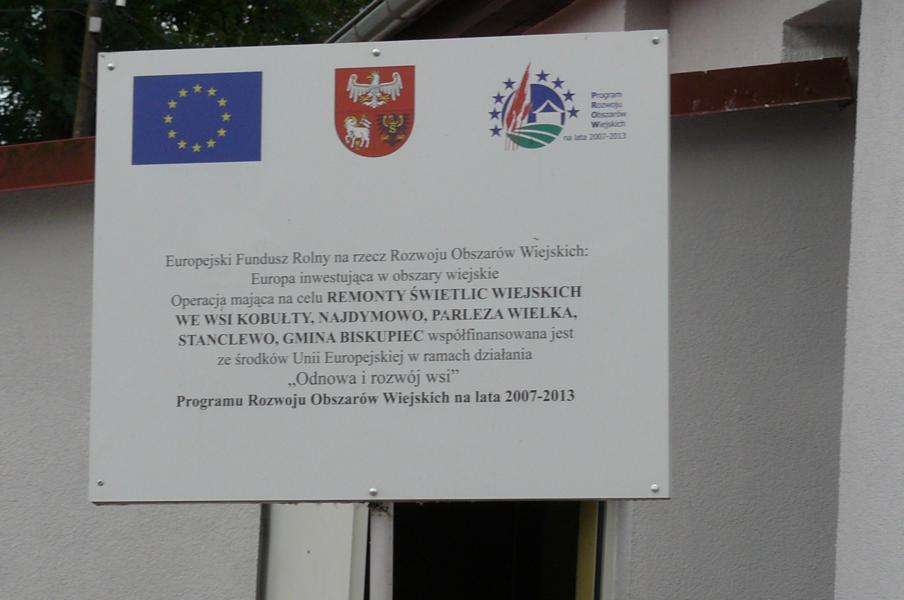 Program
Rozwoju
Obszarów
Wiejskich
na lata 2007-2013
Europejski Fundusz Rolny na rzecz Rozwoju Obszarów Wiejskich:
Europa inwestująca w obszary wiejskie
Operacja mająca na celu REMONTY ŚWIETLIC WIEJSKICH
WE WSI KOBUŁTY, NAJDYMOWO, PARLEZA WIELKA,
STANCLEWO, GMINA BISKUPIEC współfinansowana jest
ze środków Unii Europejskiej w ramach działania
„Odnowa i rozwój wsi”
Programu Rozwoju Obszarów Wiejskich na lata 2007-2013